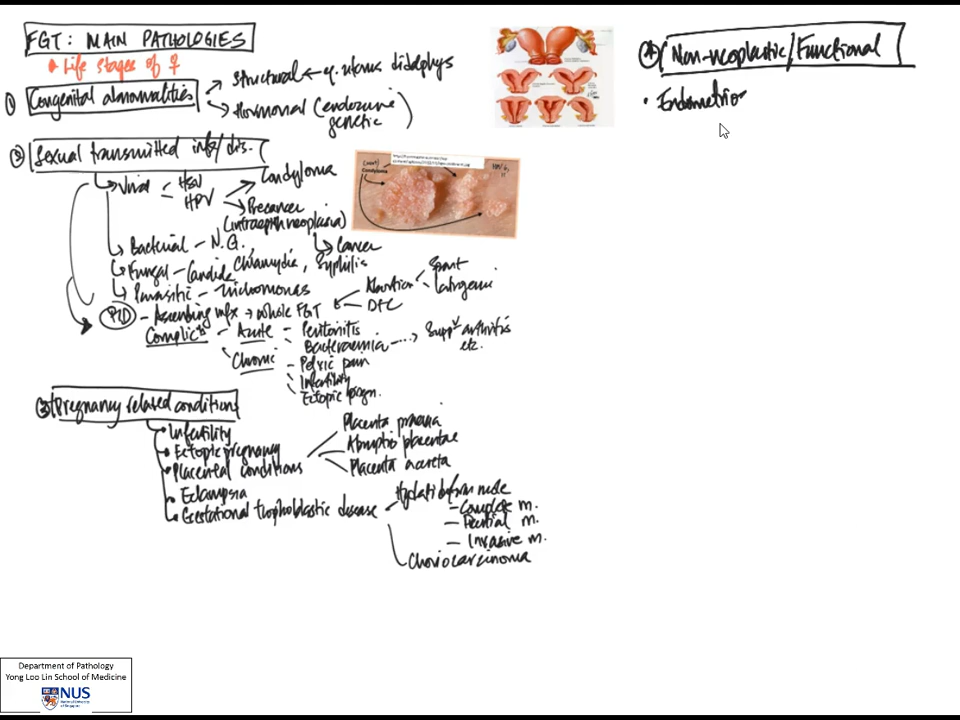 FGT: MAIN PATHOLOGIES
• Life stages of ♀
① Congenital abnormalities
→ Structural ← eg. uterus didelphys
→ Hormonal (endocrine
genetic)
② Sexual transmitted infx/dis.
→ Viral - HSV
- HPV
→ Condyloma
→ Precancer
(intraepith neoplasia)
↳ Cancer
↳ Bacterial - N.G.,
Chlamydia, Syphilis
↳ Fungal - Candida
↳ Parasitic - Trichomonas
PID - Ascending infx → whole FGT
Abortion
Spont
Iatrogenic
D+C
Complicts
- Acute - Peritonitis
- Bacteraemia ----> Supp arthritis
etc.
Chronic - Pelvic pain
- Infertility
- Ectopic pregn.
③ Pregnancy related conditions
• Infertility
• Ectopic pregnancy
• Placental conditions
Placenta praevia
Abruptio placentae
Placenta accreta
• Eclampsia
• Gestational trophoblastic disease
Hydatidiform mole
- Complete m.
- Partial m.
- Invasive m.
Choriocarcinoma
④ Non-neoplastic/Functional
• Endometrio
Department of Pathology
Yong Loo Lin School of Medicine
NUS
National University
of Singapore